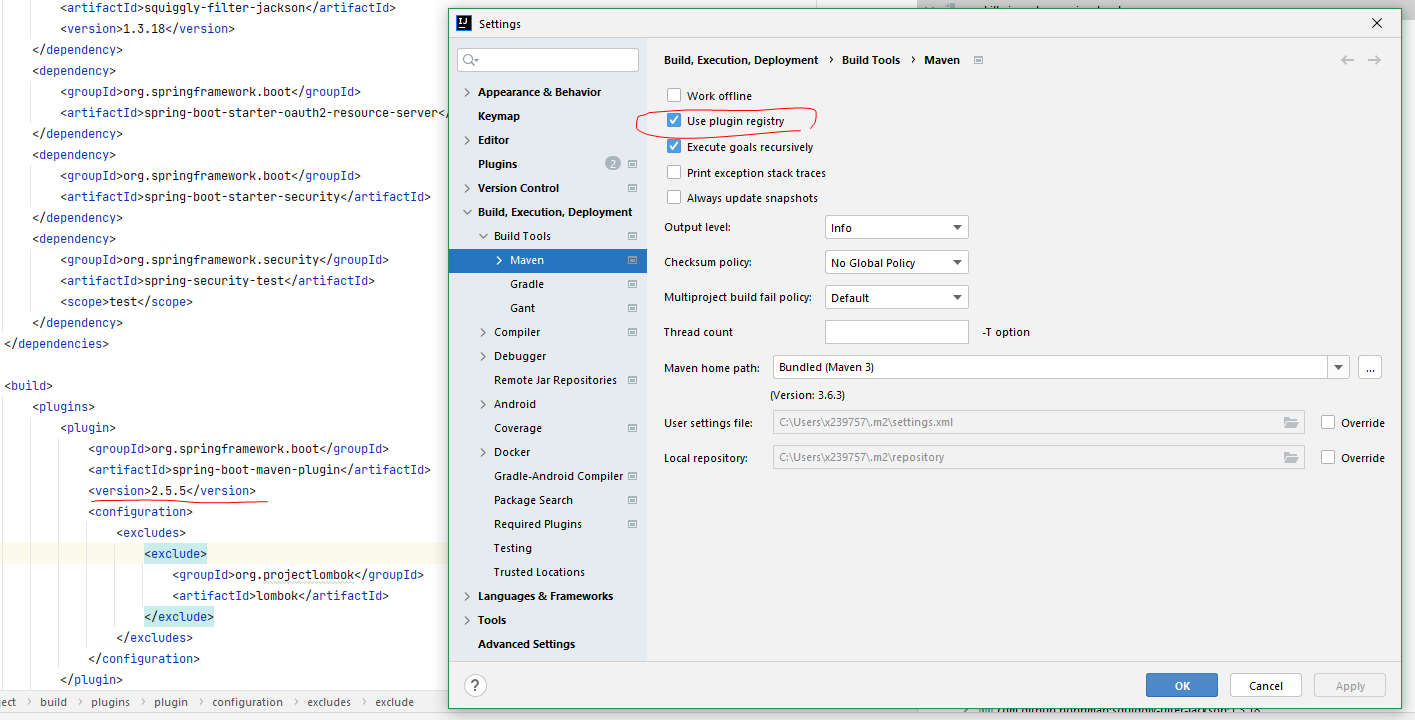 <artifactId>squiggly-filter-jackson</artifactId>
<version>1.3.18</version>
</dependency>
<dependency>
<groupId>org.springframework.boot</groupId>
<artifactId>spring-boot-starter-oauth2-resource-server</
</dependency>
<dependency>
<groupId>org.springframework.boot</groupId>
<artifactId>spring-boot-starter-security</artifactId>
</dependency>
<dependency>
<groupId>org.springframework.security</groupId>
<artifactId>spring-security-test</artifactId>
<scope>test</scope>
</dependency>
</dependencies>
<build>
<plugins>
<plugin>
<groupId>org.springframework.boot</groupId>
<artifactId>spring-boot-maven-plugin</artifactId>
<version>2.5.5</version>
<configuration>
<excludes>
<exclude>
<groupId>org.projectlombok</groupId>
<artifactId>lombok</artifactId>
</exclude>
</excludes>
</configuration>
</plugin>
ect > build > plugins > plugin > configuration > excludes > exclude
IJ Settings
Appearance & Behavior
Keymap
Editor
Plugins 2
Version Control
Build, Execution, Deployment
Build Tools
Maven
Gradle
Gant
Compiler
Debugger
Remote Jar Repositories
Android
Coverage
Docker
Gradle-Android Compiler
Package Search
Required Plugins
Testing
Trusted Locations
Languages & Frameworks
Tools
Advanced Settings
Build, Execution, Deployment > Build Tools > Maven
Work offline
Use plugin registry
Execute goals recursively
Print exception stack traces
Always update snapshots
Output level: Info
Checksum policy: No Global Policy
Multiproject build fail policy: Default
Thread count -T option
Maven home path: Bundled (Maven 3) ...
(Version: 3.6.3)
User settings file: C:\Users\x239757\.m2\settings.xml Override
Local repository: C:\Users\x239757\.m2\repository Override
? OK Cancel Apply